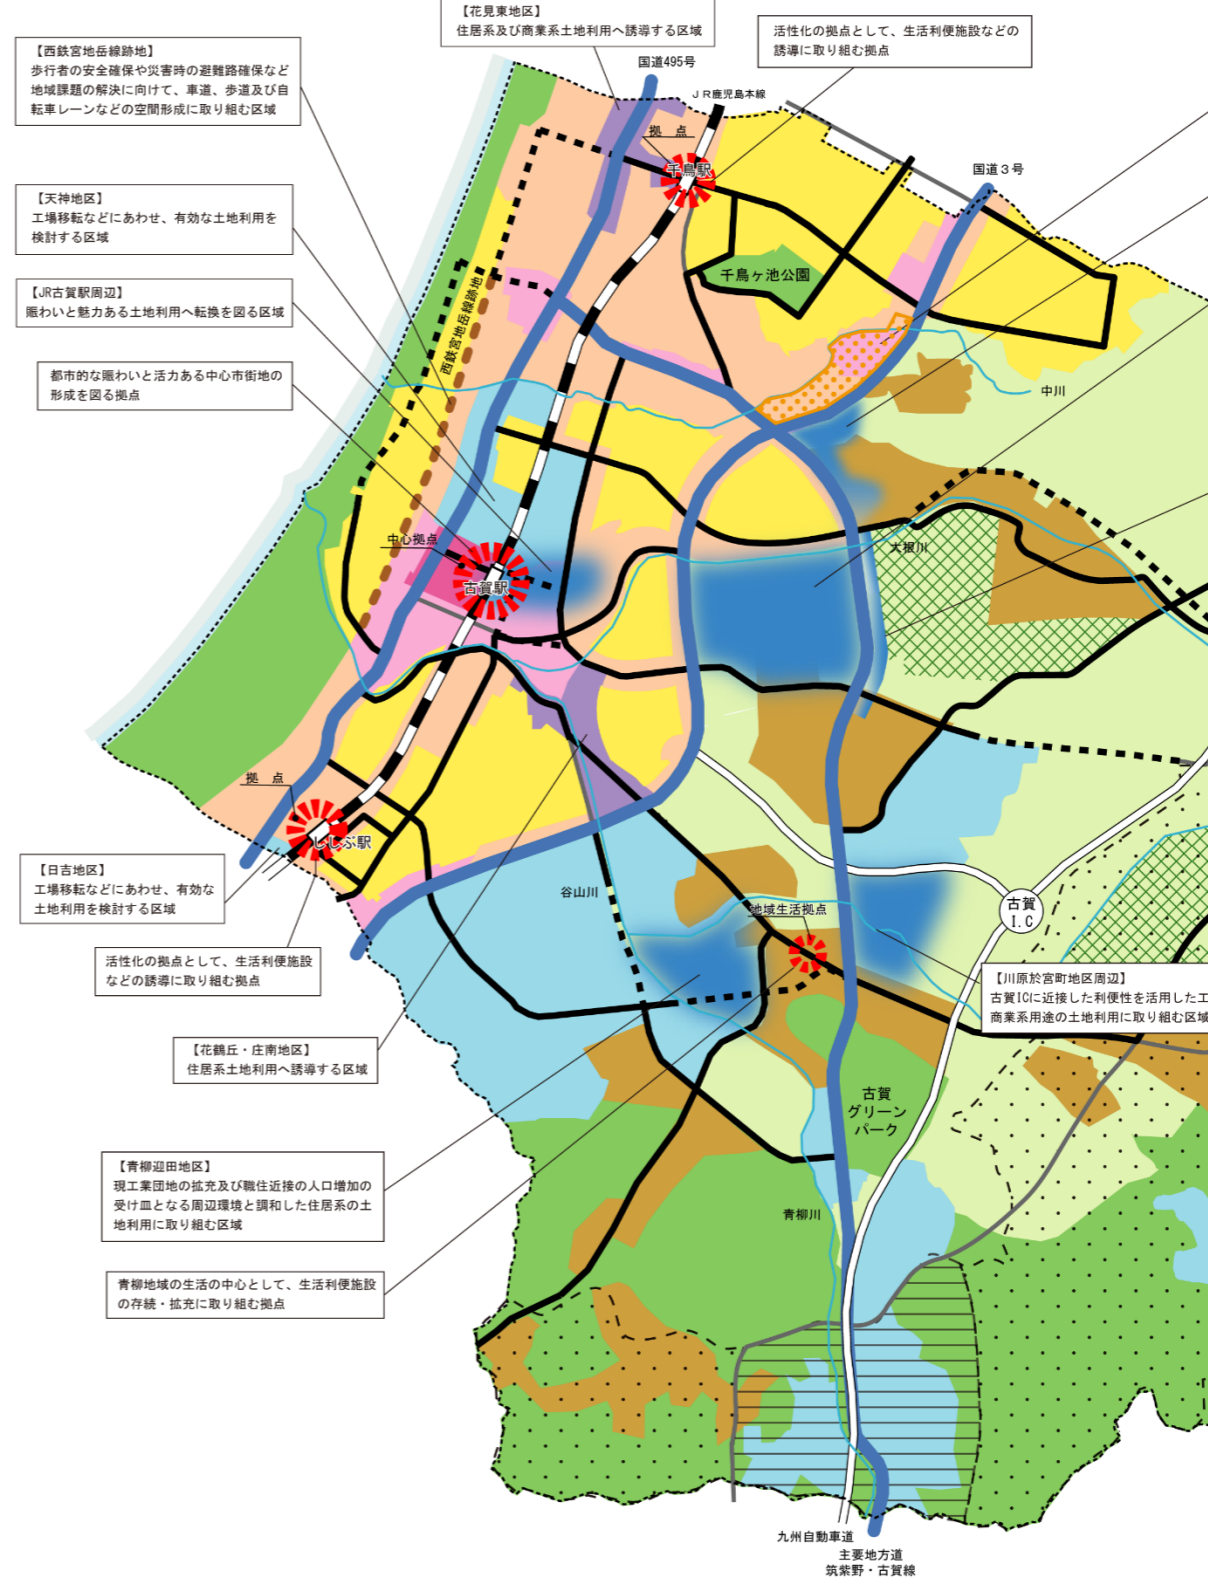 【花見東地区】
住居系及び商業系土地利用へ誘導する区域
活性化の拠点として、生活利便施設などの
誘導に取り組む拠点
【西鉄宮地岳線跡地】
歩行者の安全確保や災害時の避難路確保など
地域課題の解決に向けて、車道、歩道及び自
転車レーンなどの空間形成に取り組む区域
国道495号
JR鹿児島本線
拠 点
千鳥駅
国道3号
【天神地区】
工場移転などにあわせ、有効な土地利用を
検討する区域
千鳥ヶ池公園
【JR古賀駅周辺】
賑わいと魅力ある土地利用へ転換を図る区域
西鉄宮地岳線跡地
都市的な賑わいと活力ある中心市街地の
形成を図る拠点
中川
中心拠点
大根川
古賀駅
拠 点
ししぶ駅
【日吉地区】
工場移転などにあわせ、有効な
土地利用を検討する区域
谷山川
地域生活拠点
古賀
I.C
活性化の拠点として、生活利便施設
などの誘導に取り組む拠点
【川原於宮町地区周辺】
古賀ICに近接した利便性を活用した工
商業系用途の土地利用に取り組む区域
【花鶴丘・庄南地区】
住居系土地利用へ誘導する区域
古賀
グリーン
パーク
【青柳迎田地区】
現工業団地の拡充及び職住近接の人口増加の
受け皿となる周辺環境と調和した住居系の土
地利用に取り組む区域
青柳川
青柳地域の生活の中心として、生活利便施設
の存続・拡充に取り組む拠点
九州自動車道
主要地方道
筑紫野・古賀線